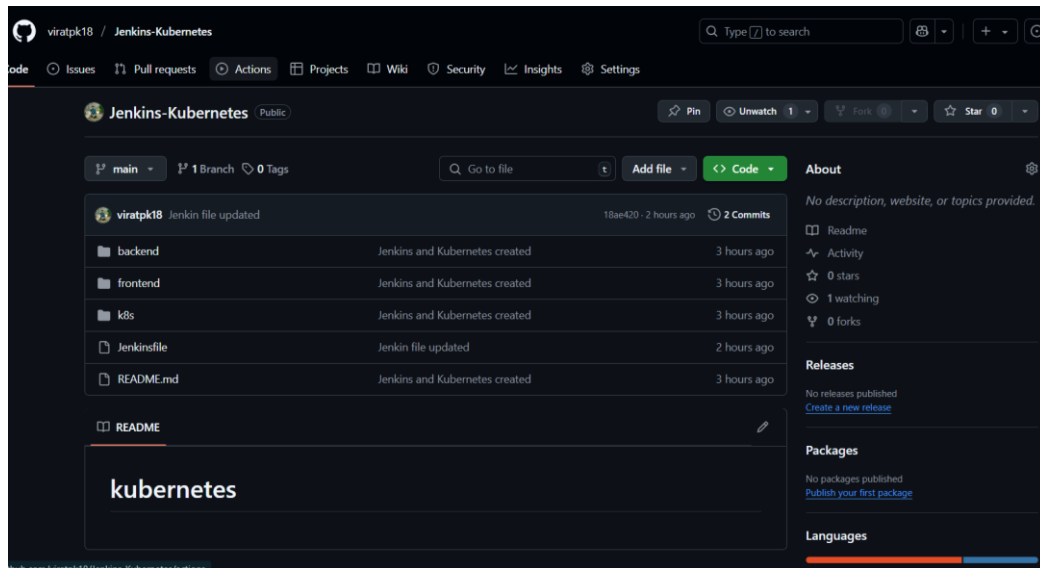 viratpk18 / Jenkins-Kubernetes
Type / to search
Code Issues Pull requests Actions Projects Wiki Security Insights Settings
Jenkins-Kubernetes Public
Pin Unwatch 1 Fork 0 Star 0
main 1 Branch 0 Tags
Go to file t Add file Code
About
No description, website, or topics provided.
viratpk18 Jenkin file updated 18ae420 · 2 hours ago 2 Commits
backend Jenkins and Kubernetes created 3 hours ago
frontend Jenkins and Kubernetes created 3 hours ago
k8s Jenkins and Kubernetes created 3 hours ago
Jenkinsfile Jenkin file updated 2 hours ago
README.md Jenkins and Kubernetes created 3 hours ago
Readme
Activity
0 stars
1 watching
0 forks
Releases
No releases published
Create a new release
README
kubernetes
Packages
No packages published
Publish your first package
Languages